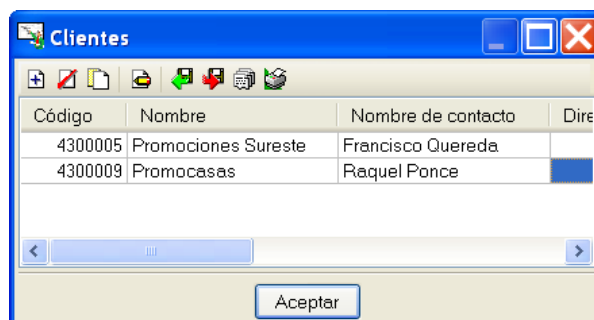 Clientes
Código Nombre Nombre de contacto Dire
4300005 Promociones Sureste Francisco Quereda
4300009 Promocasas Raquel Ponce
Aceptar